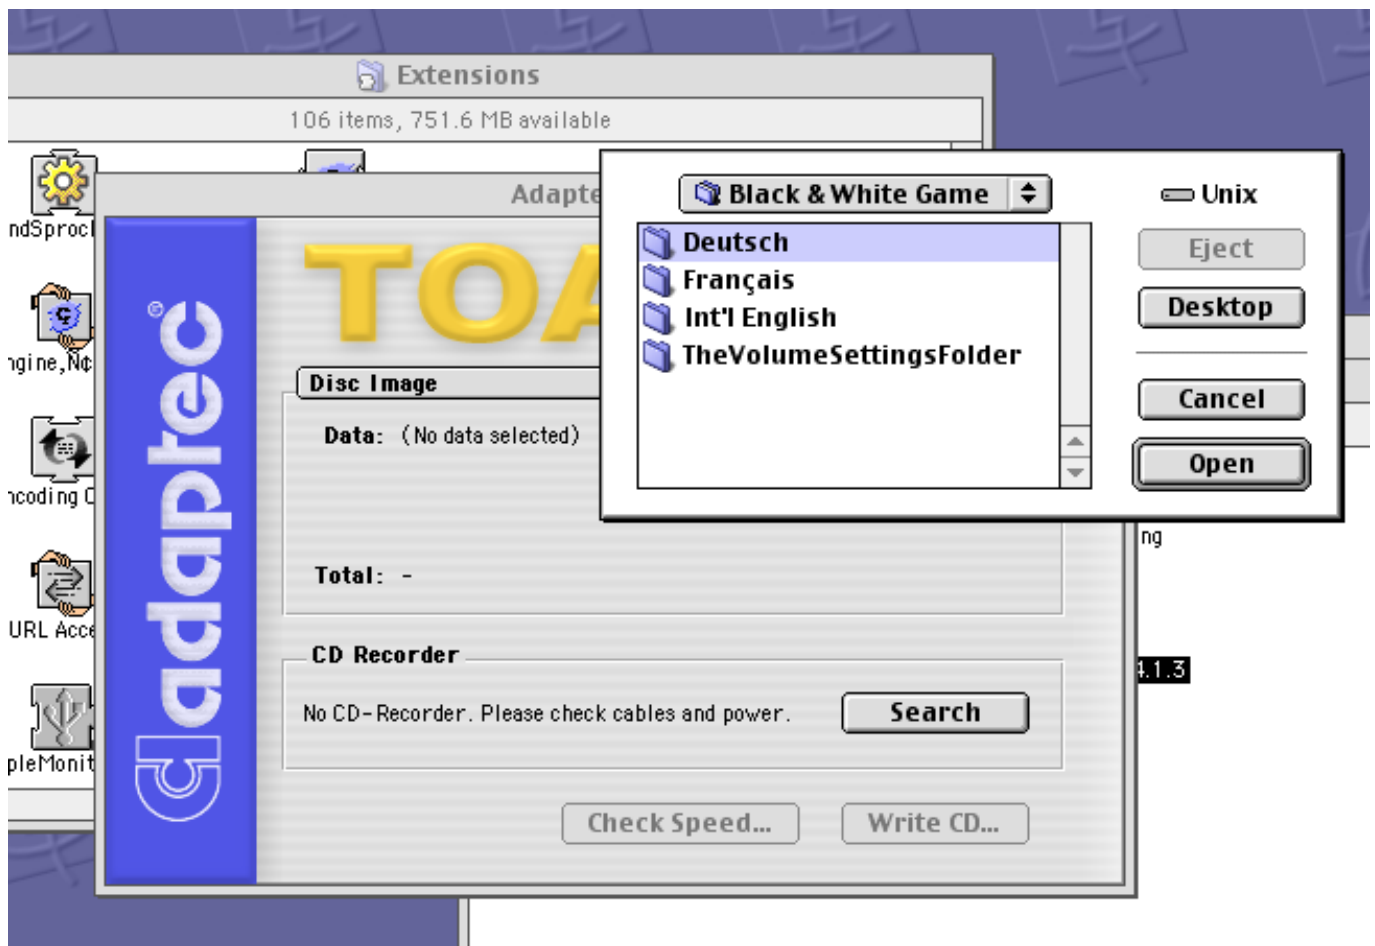 Extensions
106 items, 751.6 MB available
ndSprock
ngine,N¢
ncoding C
URL Acce
pleMonit
Adapte
adaptec
TOA
Disc Image
Data: (No data selected)
Total: -
CD Recorder
No CD-Recorder. Please check cables and power.
Search
Check Speed...
Write CD...
Black & White Game
Deutsch
Français
Int'l English
TheVolumeSettingsFolder
Unix
Eject
Desktop
Cancel
Open
ng
4.1.3